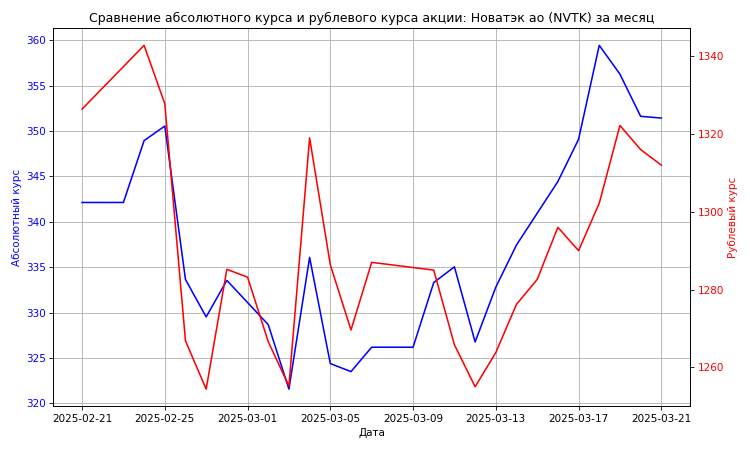 Сравнение абсолютного курса и рублевого курса акции: Новатэк ао (NVTK) за месяц
360
355
350
345
340
335
330
325
320
Абсолютный курс
1340
1320
1300
1280
1260
Рублевый курс
2025-02-21 2025-02-25 2025-03-01 2025-03-05 2025-03-09 2025-03-13 2025-03-17 2025-03-21
Дата